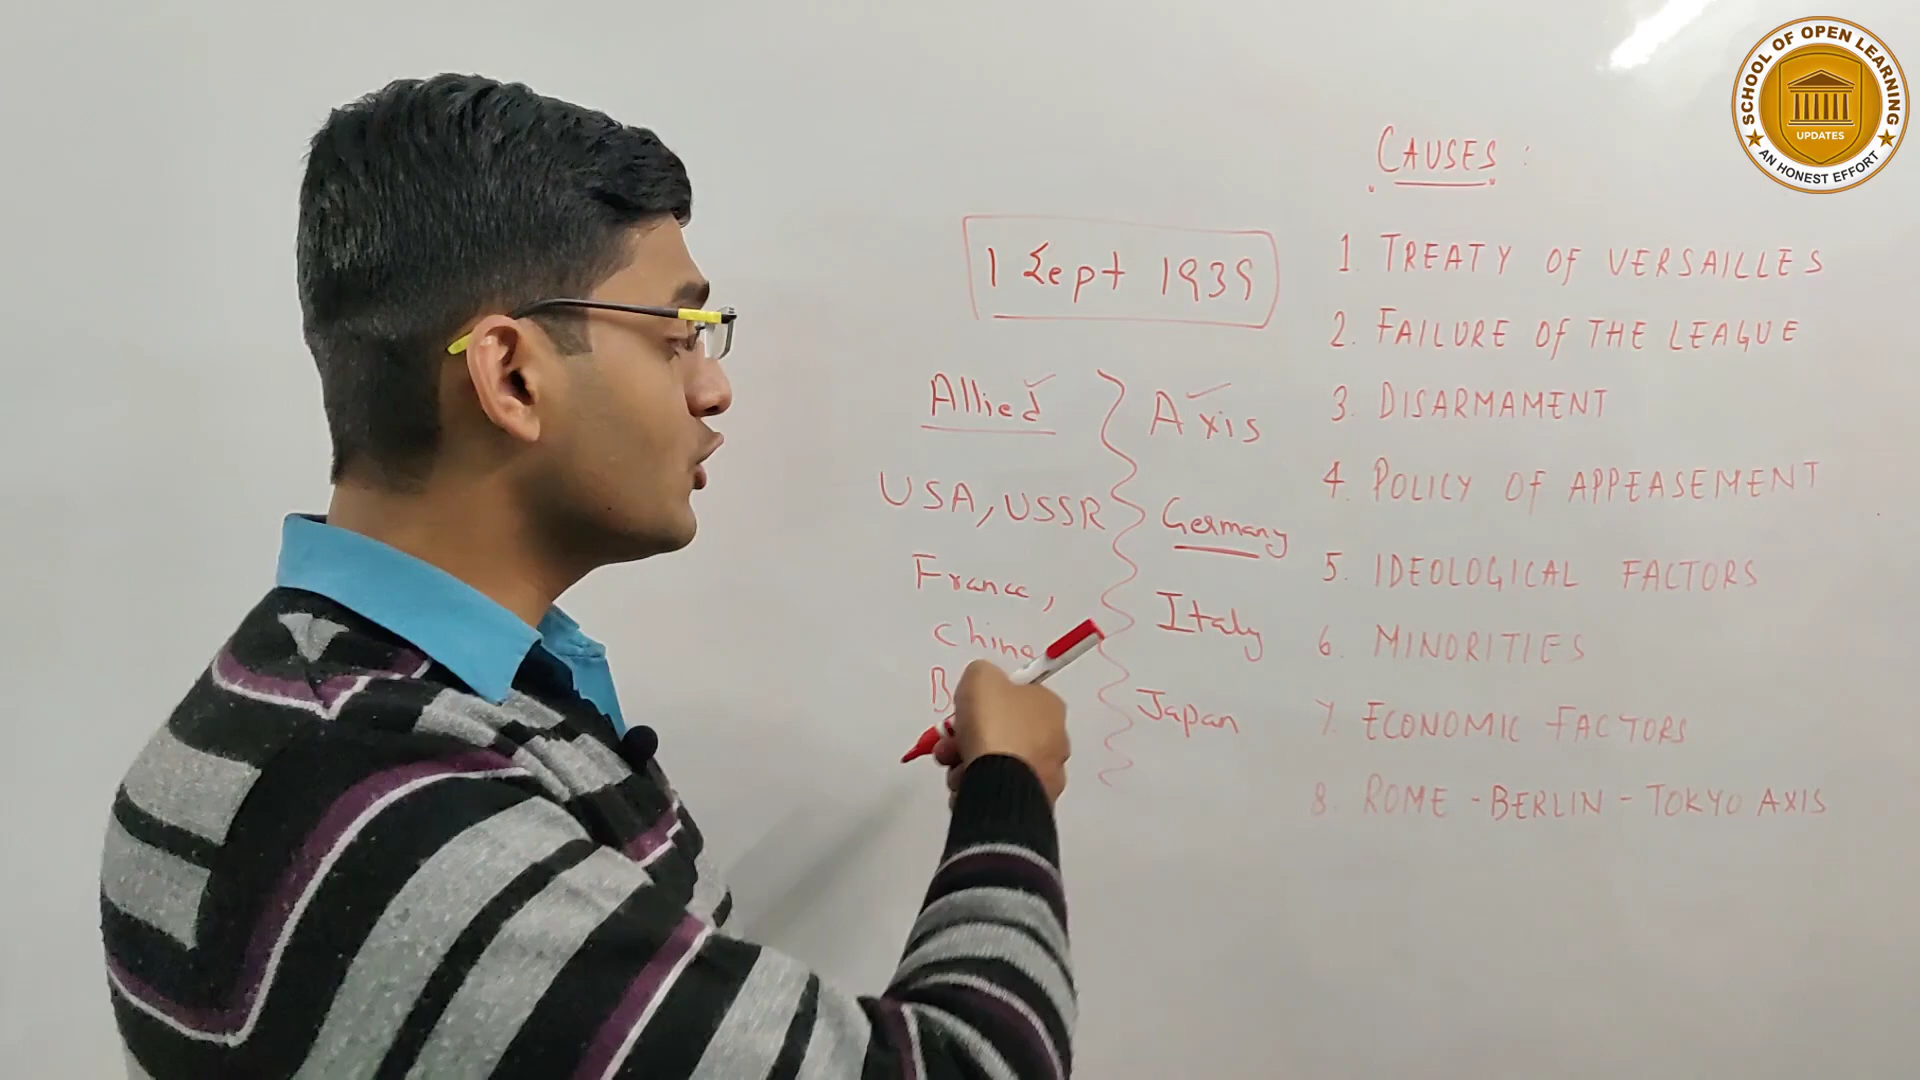 SCHOOL OF OPEN LEARNING
UPDATES
AN HONEST EFFORT
CAUSES :
1 Sept 1939
Allied
Axis
USA, USSR
Germany
France,
Italy
China
Japan
1. TREATY OF VERSAILLES
2. FAILURE OF THE LEAGUE
3. DISARMAMENT
4. POLICY OF APPEASEMENT
5. IDEOLOGICAL FACTORS
6. MINORITIES
7. ECONOMIC FACTORS
8. ROME - BERLIN - TOKYO AXIS